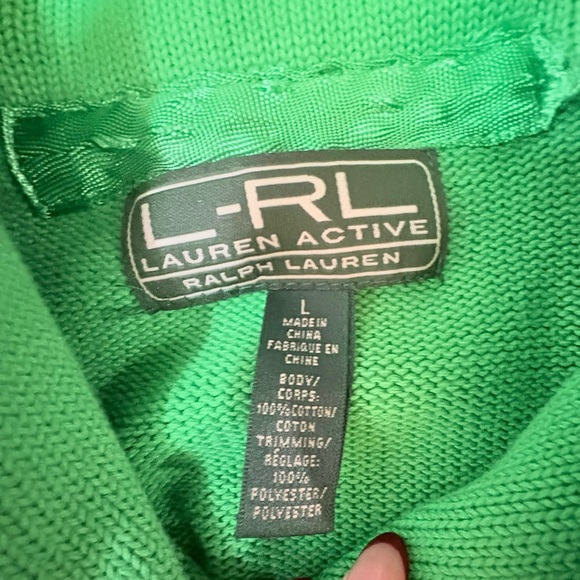 L-RL
LAUREN ACTIVE
RALPH LAUREN
L
MADE IN
CHINA
FABRIQUE EN
CHINE
BODY/
CORPS:
100% COTTON/
COTON
TRIMMING/
RÉGLAGE:
100%
POLYESTER/
POLYESTER